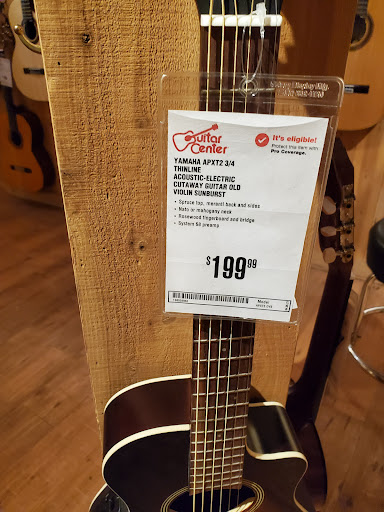 Guitar
Center
It's eligible!
Protect this item with
Pro Coverage.
YAMAHA APXT2 3/4
THINLINE
ACOUSTIC-ELECTRIC
CUTAWAY GUITAR OLD
VIOLIN SUNBURST
• Spruce top, meranti back and sides
• Nato or mahogany neck
• Rosewood fingerboard and bridge
• System 68 preamp
$199.99